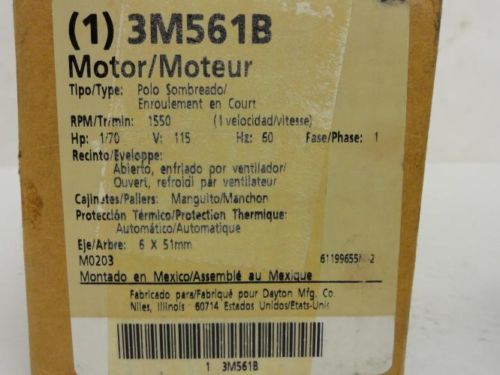 (1) 3M561B
Motor/Moteur
Tipo/Type: Polo Sombreado/
Enroulement en Court
RPM/Tr/min: 1550 (1 velocidad/vitesse)
Hp: 1/70 V: 115 Hz: 60 Fase/Phase: 1
Recinto/Eveloppe:
Abierto, enfriado por ventilador/
Ouvert, refroidi par ventilateur
Cajinetes/Paliers: Manguito/Manchon
Protección Térmico/Protection Thermique:
Automático/Automatique
Eje/Arbre: 6 X 51mm
M0203 61199655M-2
Montado en Mexico/Assemblé au Mexique
Fabricado para/Fabriqué pour Dayton Mfg. Co.
Niles, Illinois 60714 Estados Unidos/Etats-Unis
1 3M561B